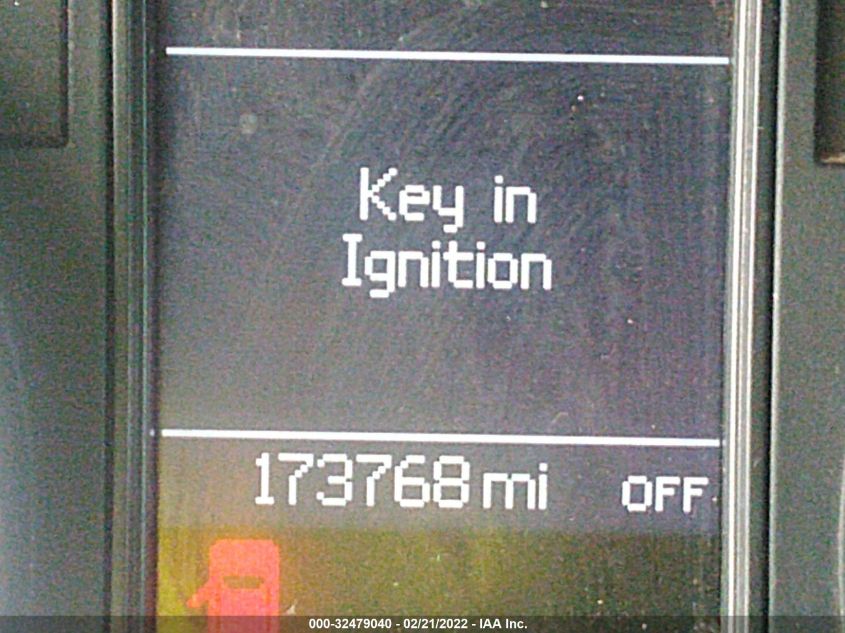 Key in
Ignition
173768 mi OFF
000-32479040 - 02/21/2022 - IAA Inc.